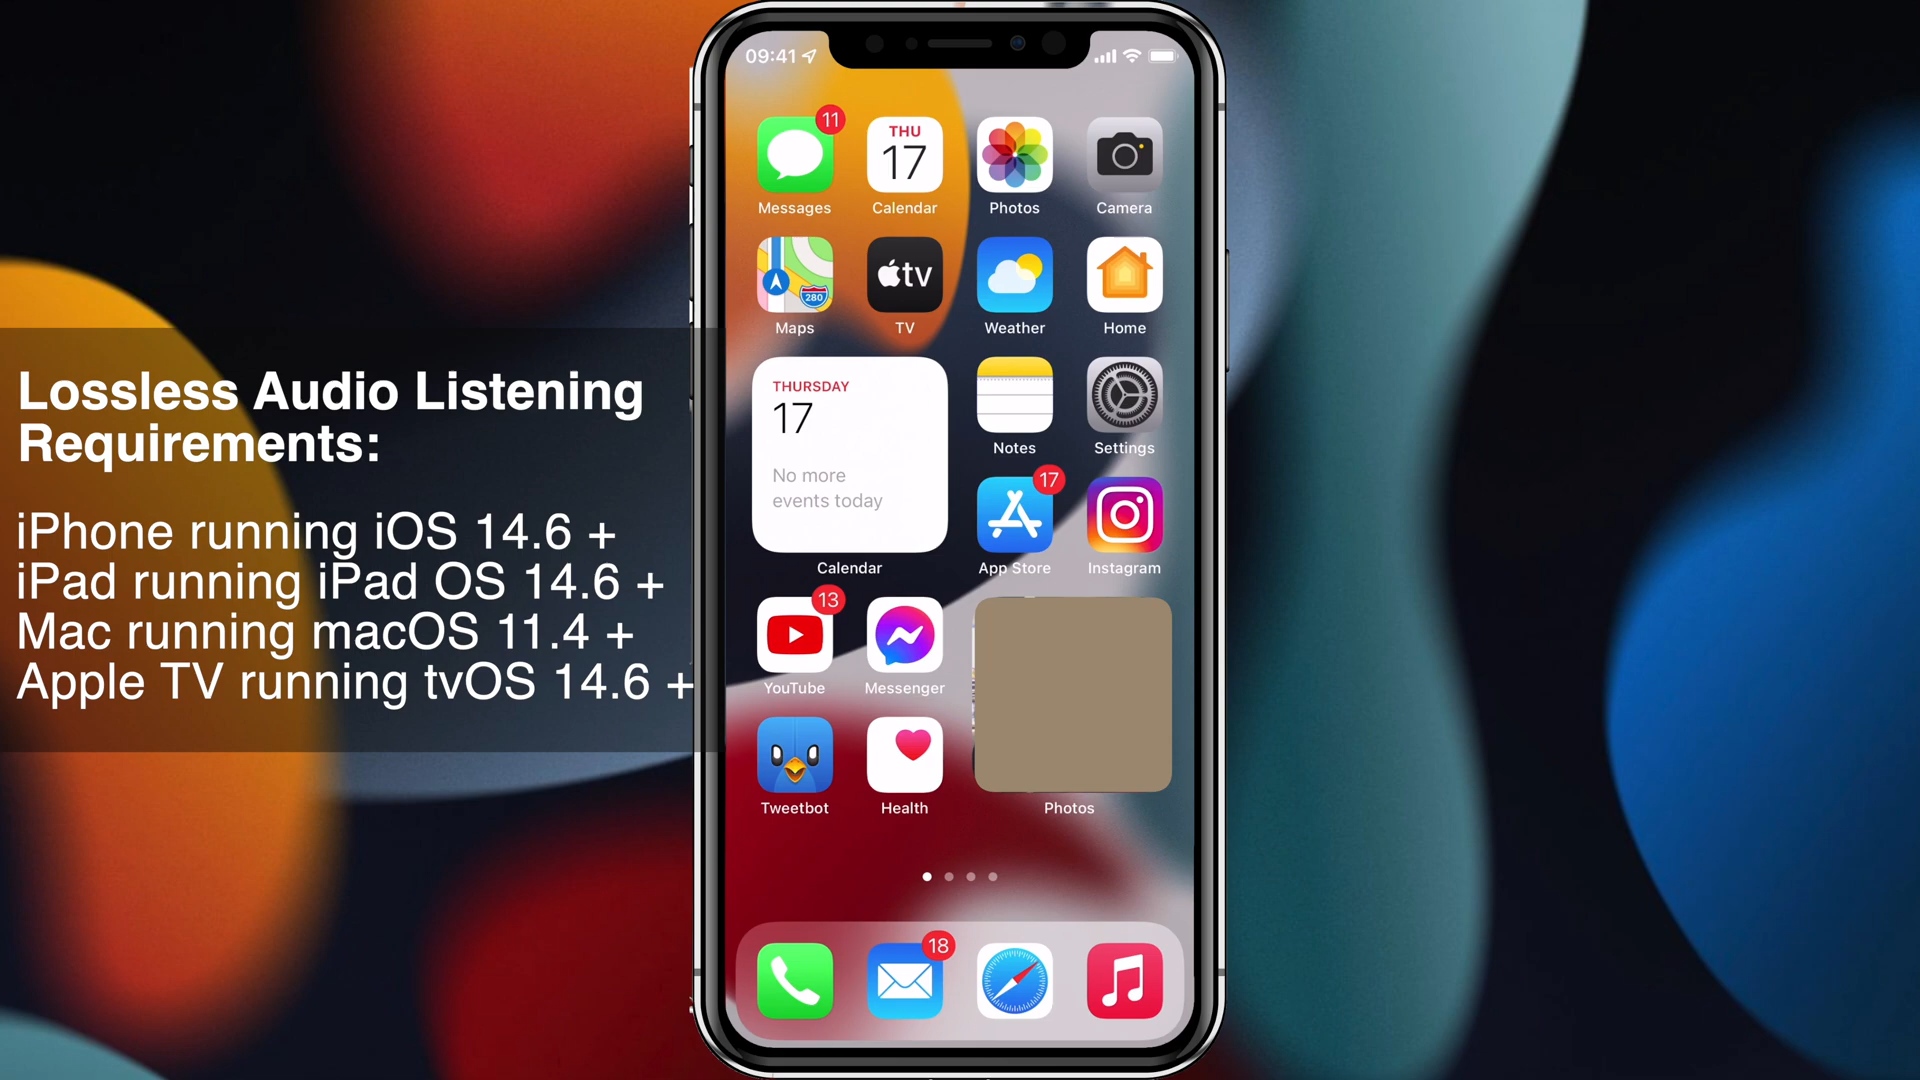 Lossless Audio Listening
Requirements:
iPhone running iOS 14.6 +
iPad running iPad OS 14.6 +
Mac running macOS 11.4 +
Apple TV running tvOS 14.6 +
09:41
11
THU
17
Messages
Calendar
Photos
Camera
280
tv
Maps
TV
Weather
Home
THURSDAY
17
No more
events today
Calendar
Notes
Settings
17
App Store
Instagram
13
YouTube
Messenger
Tweetbot
Health
Photos
18